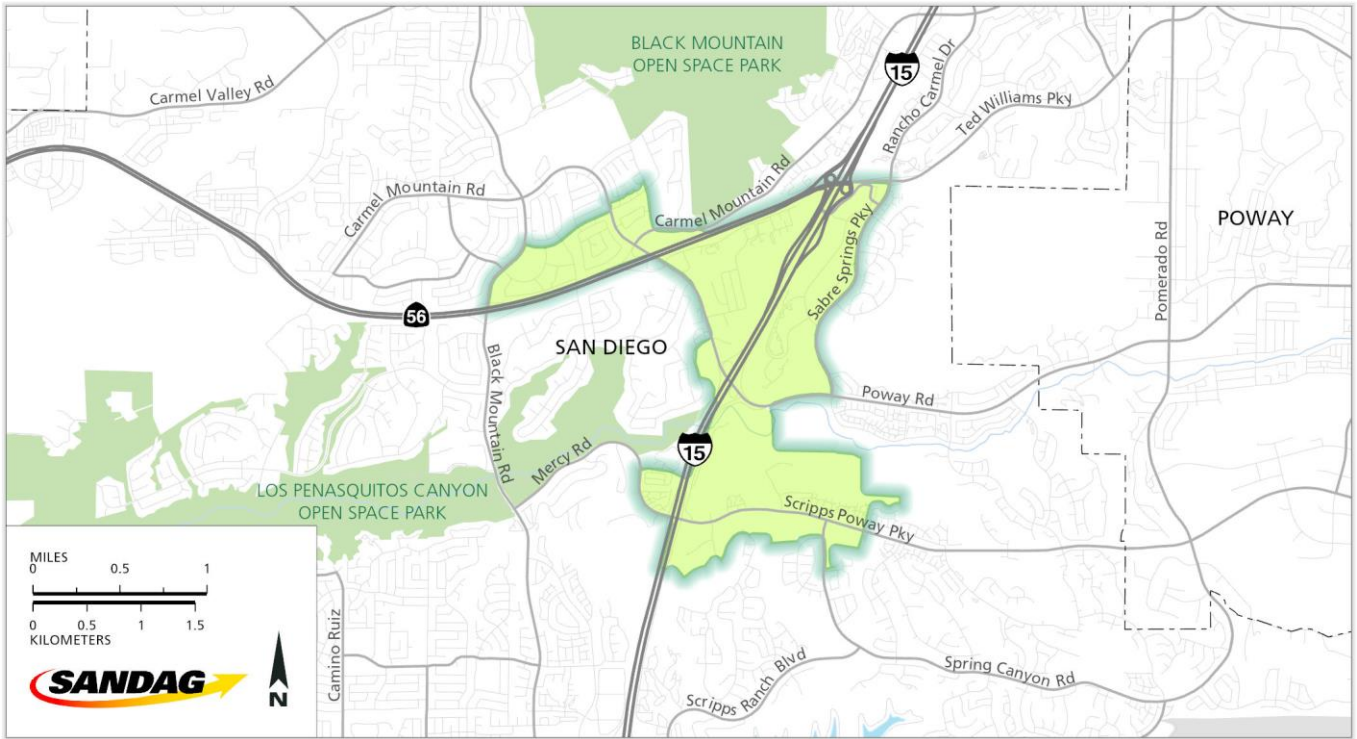 BLACK MOUNTAIN
OPEN SPACE PARK
15
Rancho Carmel Dr
Carmel Valley Rd
Ted Williams Pky
Carmel Mountain Rd
Carmel Mountain Rd
POWAY
Sabre Springs Pky
Pomerado Rd
56
SAN DIEGO
Black Mountain Rd
Poway Rd
15
Mercy Rd
LOS PENASQUITOS CANYON
OPEN SPACE PARK
Scripps Poway Pky
MILES
0 0.5 1
0 0.5 1 1.5
KILOMETERS
Camino Ruiz
SANDAG
N
Scripps Ranch Blvd
Spring Canyon Rd